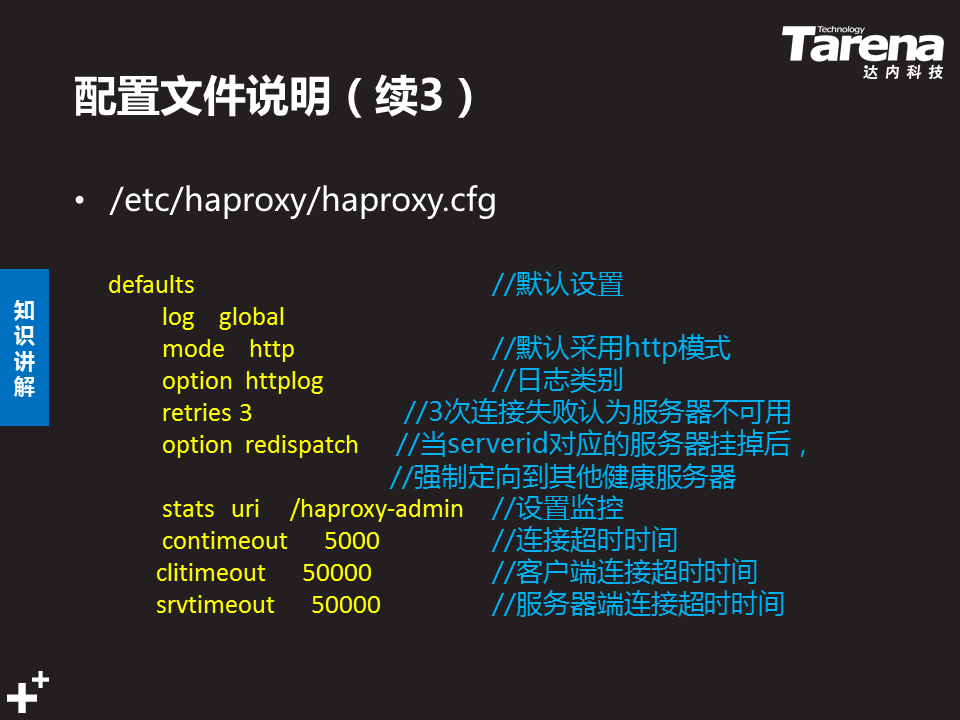 Technology
Tarena
达内科技
配置文件说明（续3）
• /etc/haproxy/haproxy.cfg
知识讲解
defaults //默认设置
log global
mode http //默认采用http模式
option httplog //日志类别
retries 3 //3次连接失败认为服务器不可用
option redispatch //当serverid对应的服务器挂掉后，
//强制定向到其他健康服务器
stats uri /haproxy-admin //设置监控
contimeout 5000 //连接超时时间
clitimeout 50000 //客户端连接超时时间
srvtimeout 50000 //服务器端连接超时时间